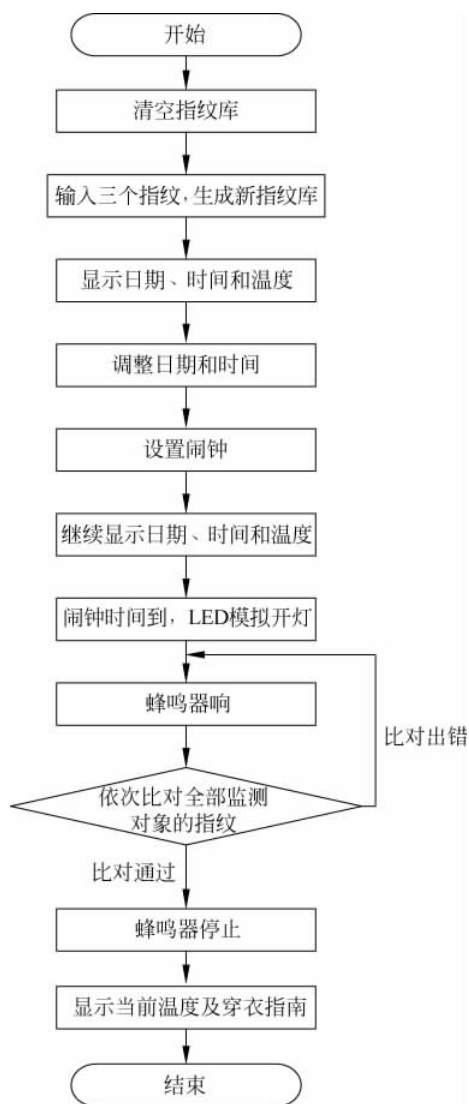 开始
清空指纹库
输入三个指纹,生成新指纹库
显示日期、时间和温度
调整日期和时间
设置闹钟
继续显示日期、时间和温度
闹钟时间到，LED模拟开灯
蜂鸣器响
比对出错
依次比对全部监测
对象的指纹
比对通过
蜂鸣器停止
显示当前温度及穿衣指南
结束